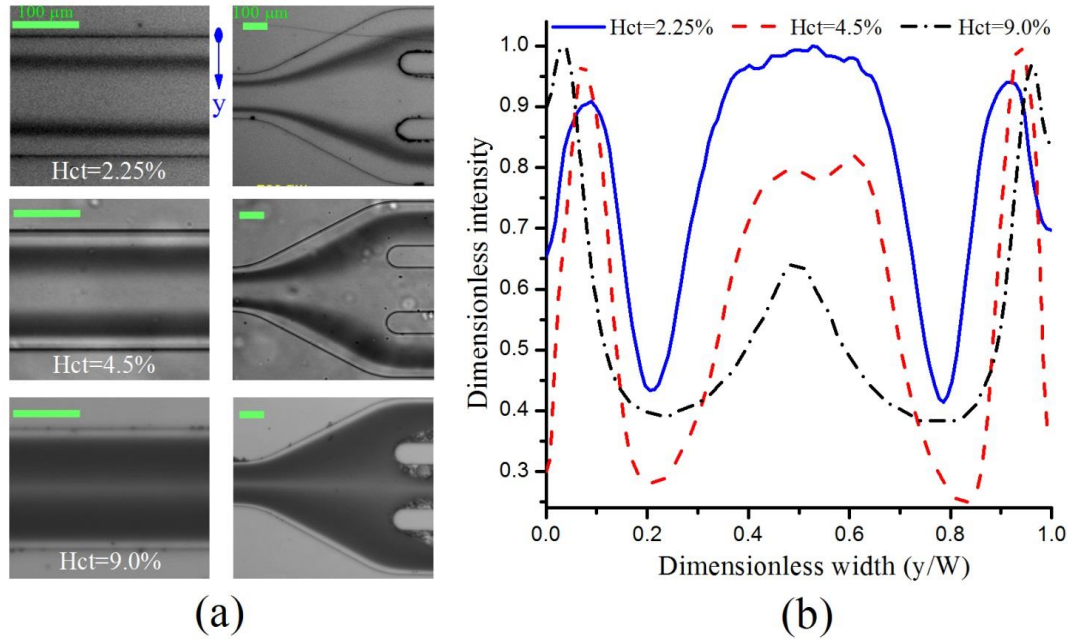 100 μm
100 μm
y
Hct=2.25%
Hct=4.5%
Hct=9.0%
(a)
Hct=2.25%
Hct=4.5%
Hct=9.0%
Dimensionless intensity
1.0
0.9
0.8
0.7
0.6
0.5
0.4
0.3
0.0
0.2
0.4
0.6
0.8
1.0
Dimensionless width (y/W)
(b)